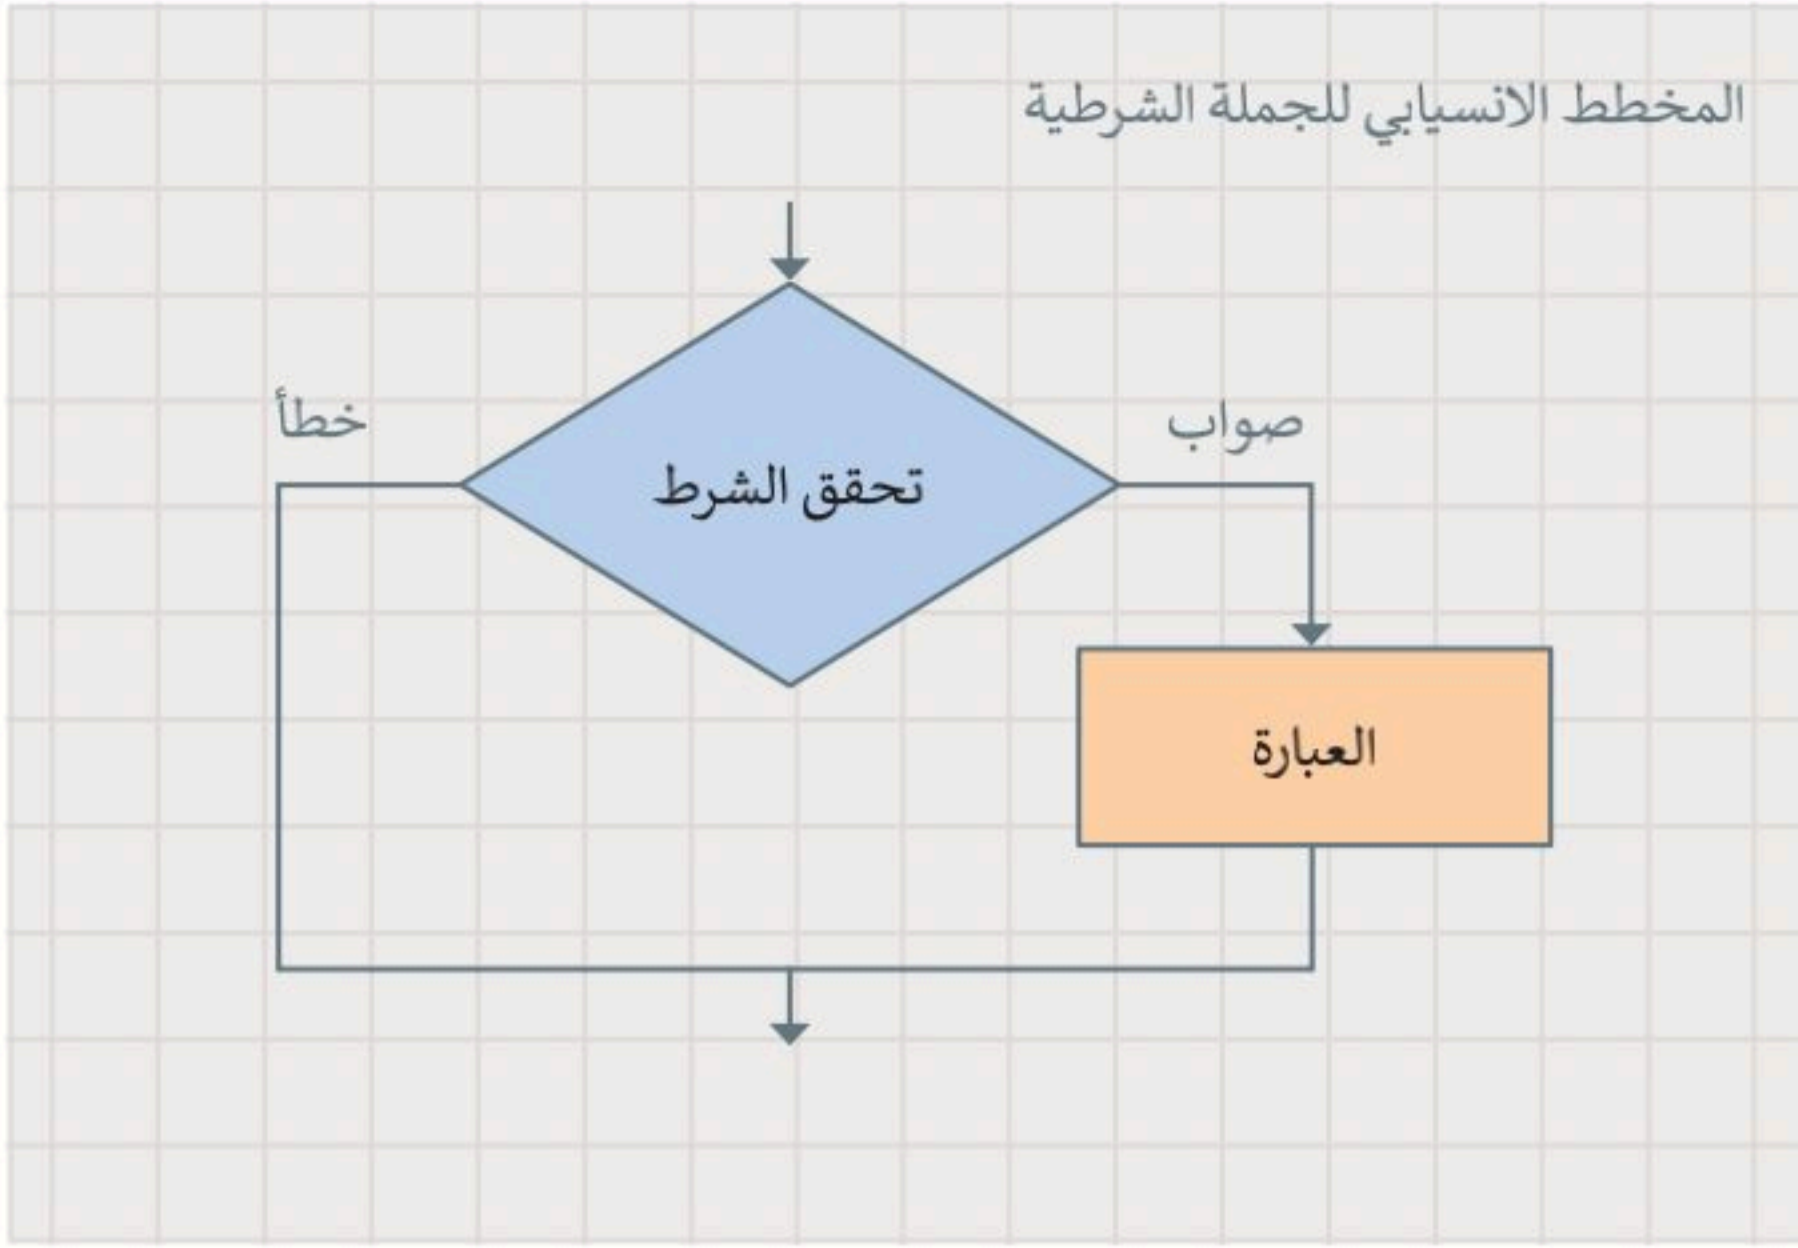 المخطط الانسيابي للجملة الشرطية
صواب
خطأ
تحقق الشرط
العبارة